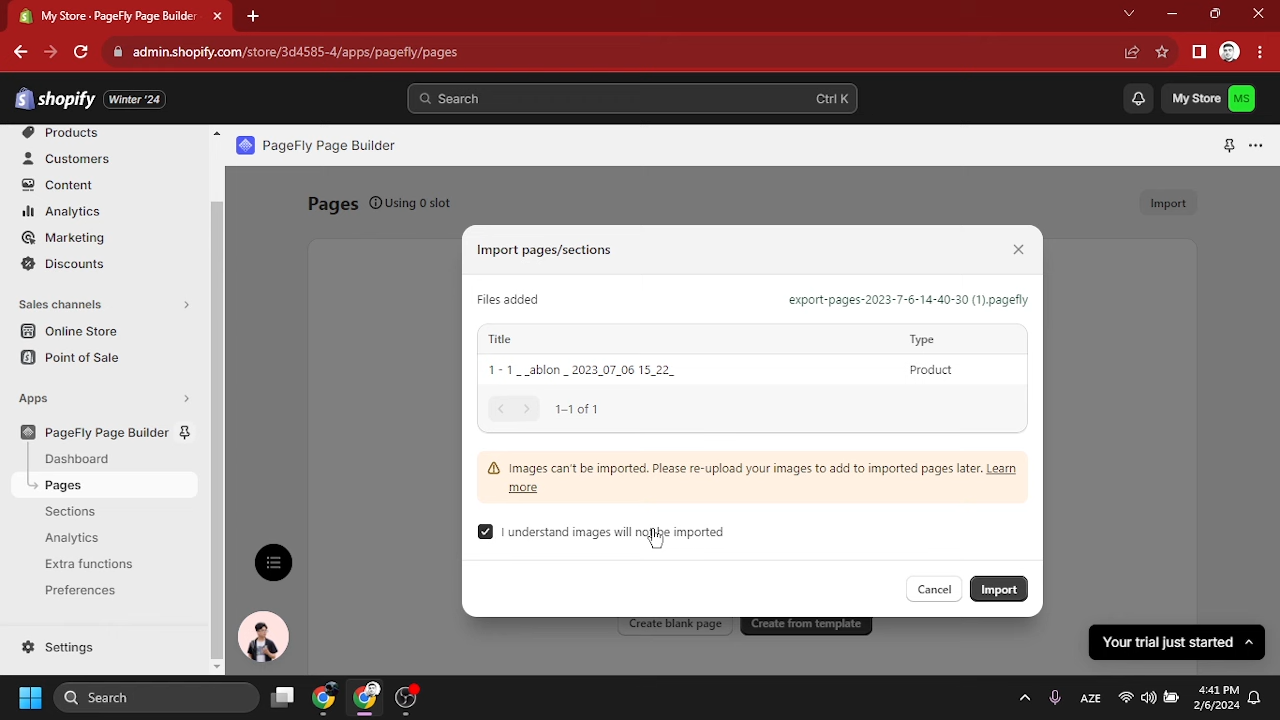 My Store · PageFly Page Builder
admin.shopify.com/store/3d4585-4/apps/pagefly/pages
shopify
Winter '24
Search
Ctrl K
My Store
MS
Products
Customers
Content
Analytics
Marketing
Discounts
Sales channels
Online Store
Point of Sale
Apps
PageFly Page Builder
Dashboard
Pages
Sections
Analytics
Extra functions
Preferences
Settings
PageFly Page Builder
Pages
Using 0 slot
Import
Import pages/sections
Files added
export-pages-2023-7-6-14-40-30 (1).pagefly
Title
Type
1 - 1 _ _ablon _ 2023_07_06 15_22_
Product
1–1 of 1
Images can't be imported. Please re-upload your images to add to imported pages later. Learn
more
I understand images will not be imported
Cancel
Import
Create blank page
Create from template
Your trial just started
Search
AZE
4:41 PM
2/6/2024